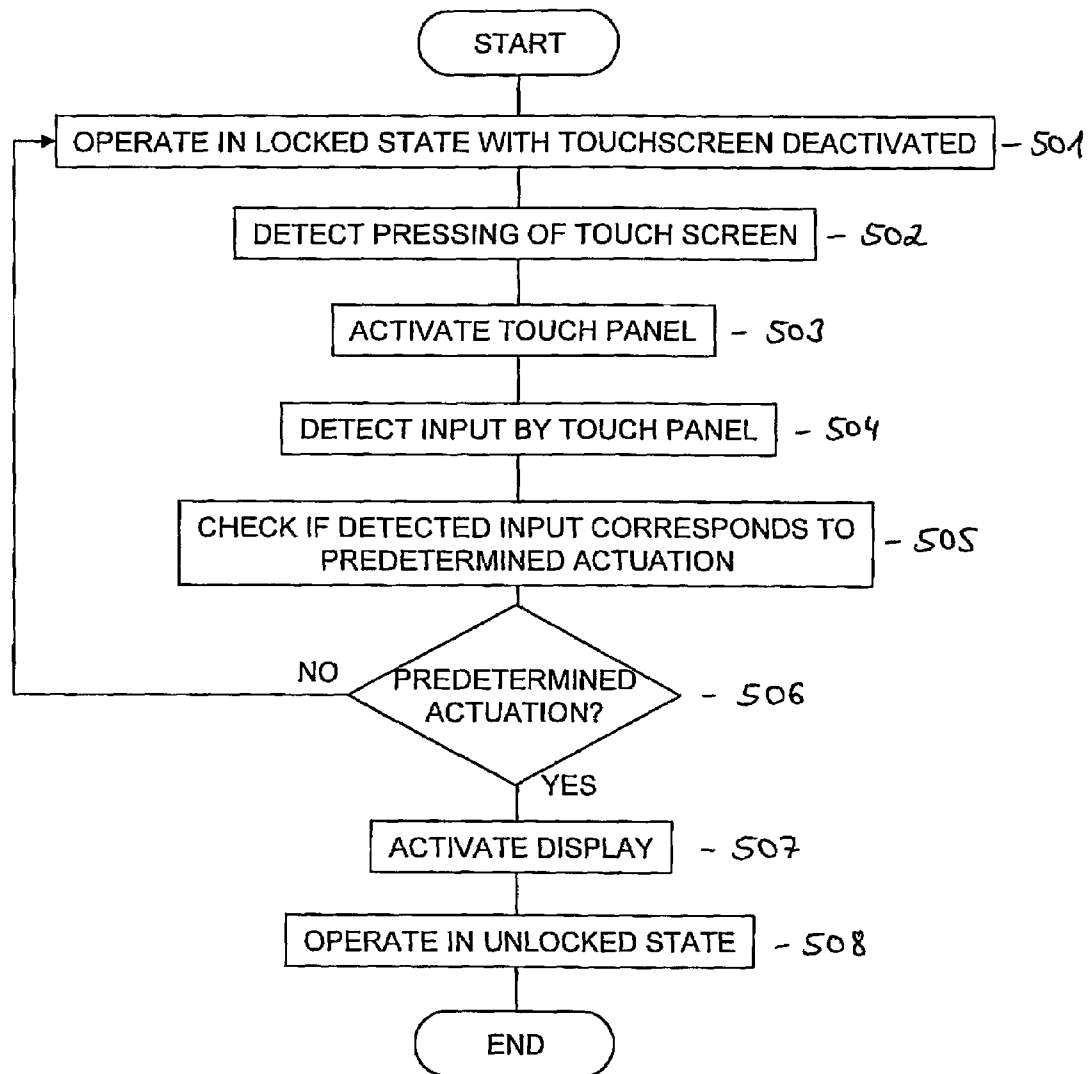 START
OPERATE IN LOCKED STATE WITH TOUCHSCREEN DEACTIVATED - 501
DETECT PRESSING OF TOUCH SCREEN - 502
ACTIVATE TOUCH PANEL - 503
DETECT INPUT BY TOUCH PANEL - 504
CHECK IF DETECTED INPUT CORRESPONDS TO
PREDETERMINED ACTUATION - 505
NO
PREDETERMINED
ACTUATION? - 506
YES
ACTIVATE DISPLAY - 507
OPERATE IN UNLOCKED STATE - 508
END